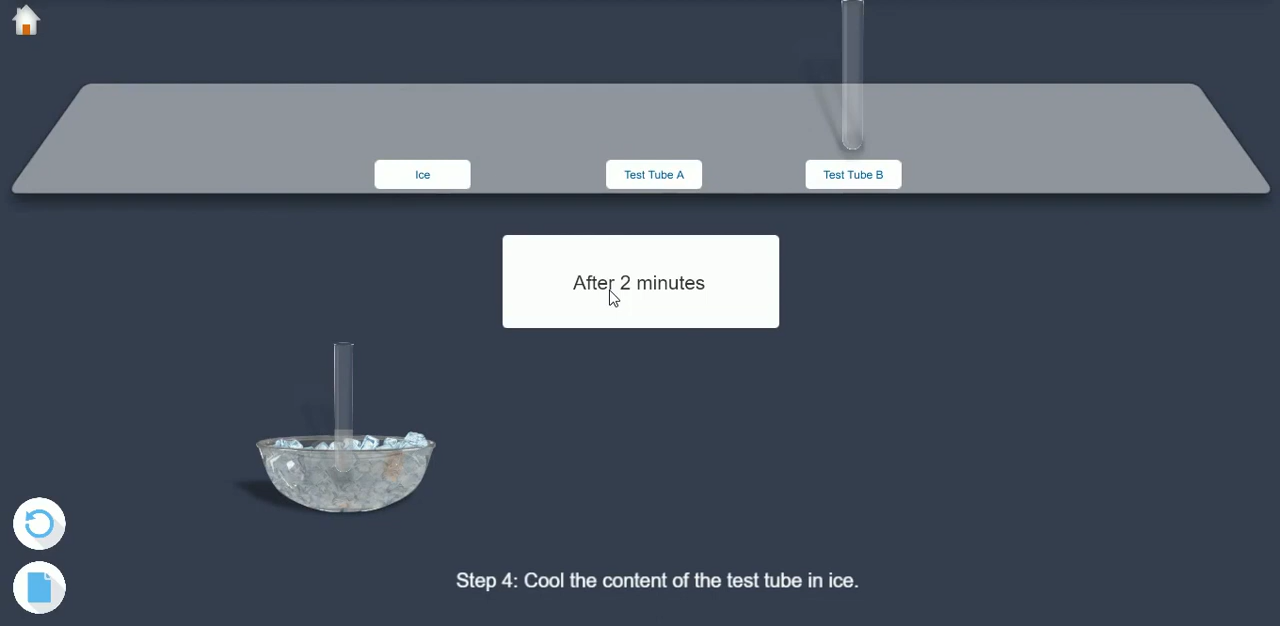 Ice
Test Tube A
Test Tube B
After 2 minutes
Step 4: Cool the content of the test tube in ice.